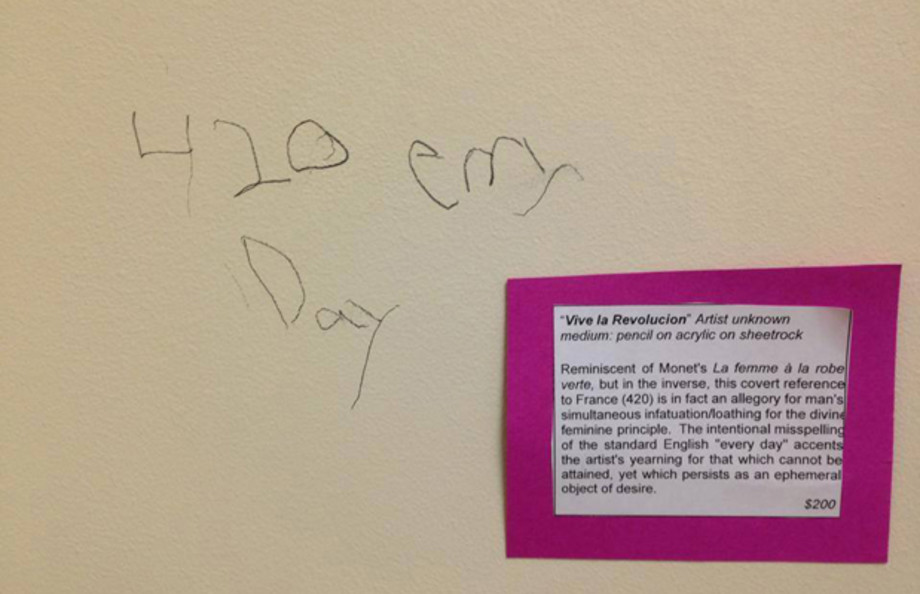 420 emy
Day
"Vive la Revolucion" Artist unknown
medium: pencil on acrylic on sheetrock
Reminiscent of Monet's La femme à la robe
verte, but in the inverse, this covert reference
to France (420) is in fact an allegory for man's
simultaneous infatuation/loathing for the divine
feminine principle. The intentional misspelling
of the standard English "every day" accents
the artist's yearning for that which cannot be
attained, yet which persists as an ephemeral
object of desire.
$200